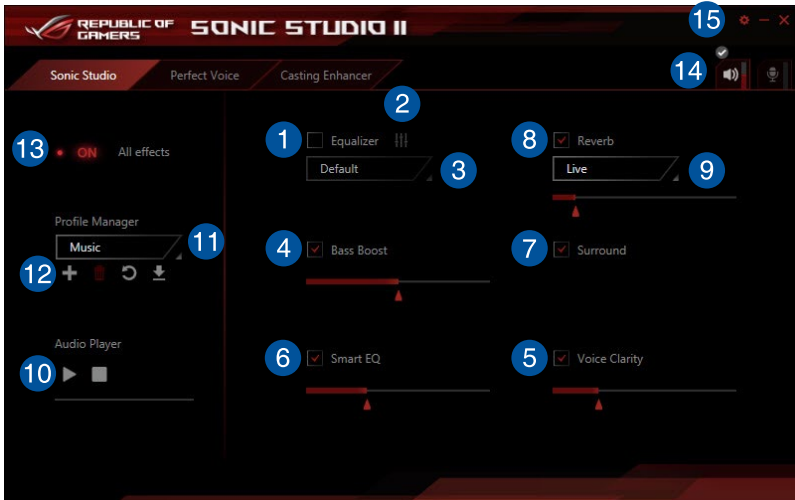 REPUBLIC OF
GAMERS
SONIC STUDIO II
15
Sonic Studio
Perfect Voice
Casting Enhancer
14
2
13
ON
All effects
1
Equalizer
8
Reverb
Default
3
Live
9
Profile Manager
Music
11
4
Bass Boost
7
Surround
12
Audio Player
10
6
Smart EQ
5
Voice Clarity